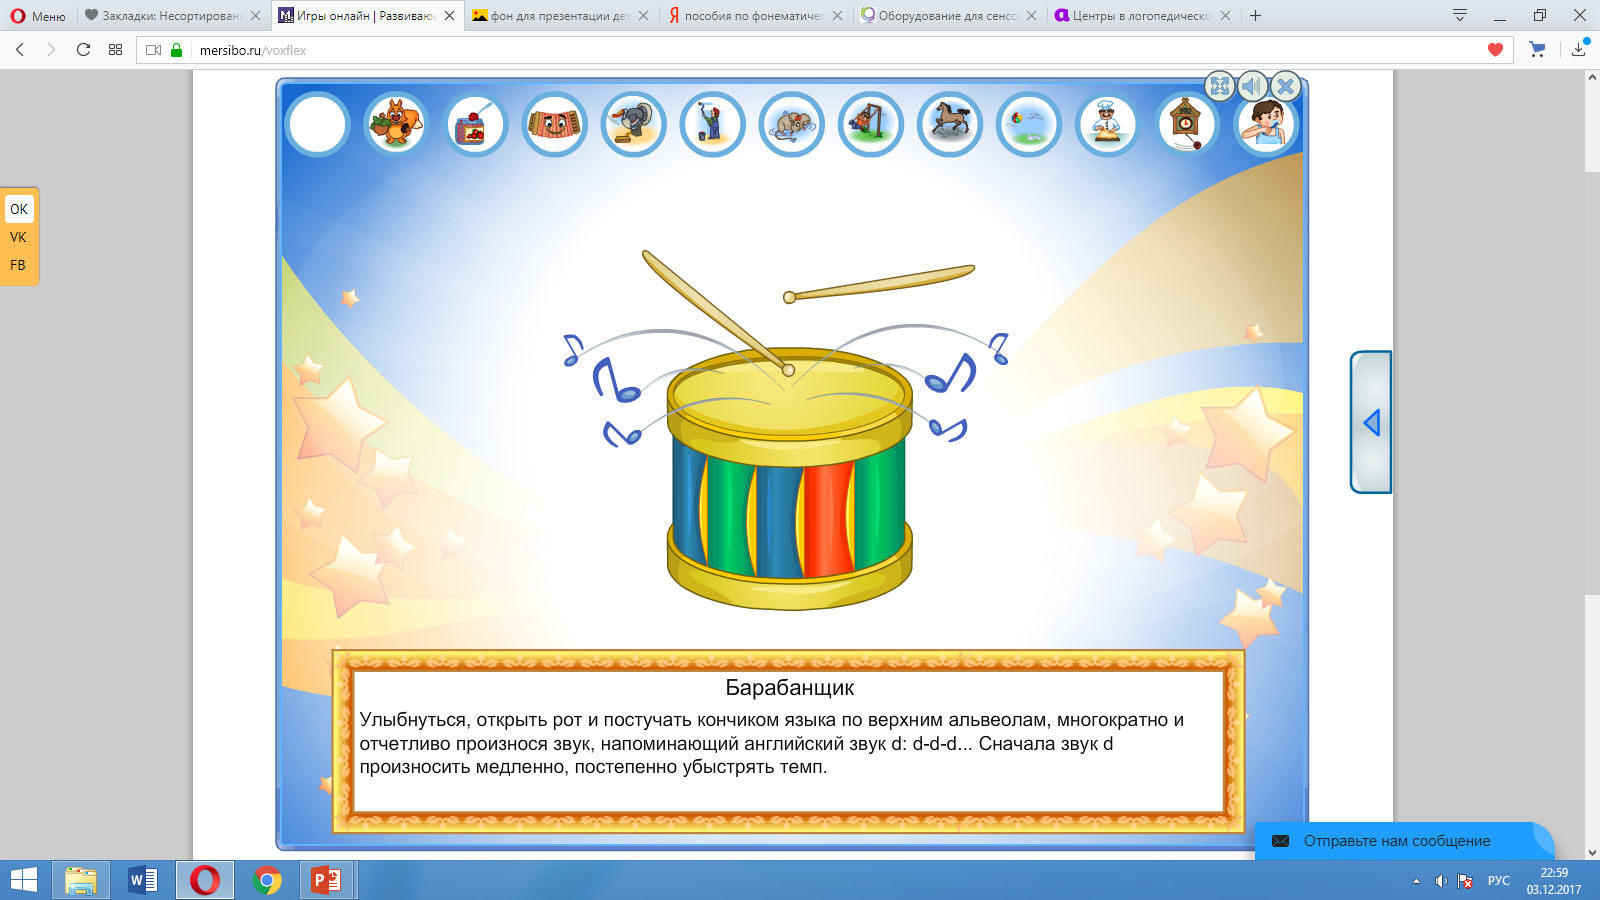 Меню
Закладки: Несортирован
Игры онлайн | Развиваю
фон для презентации дет
пособия по фонематичес
Оборудование для сенсо
Центры в логопедическо
mersibo.ru/voxflex
OK
VK
FB
Барабанщик
Улыбнуться, открыть рот и постучать кончиком языка по верхним альвеолам, многократно и
отчетливо произнося звук, напоминающий английский звук d: d-d-d... Сначала звук d
произносить медленно, постепенно убыстрять темп.
Отправьте нам сообщение
РУС
22:59
03.12.2017